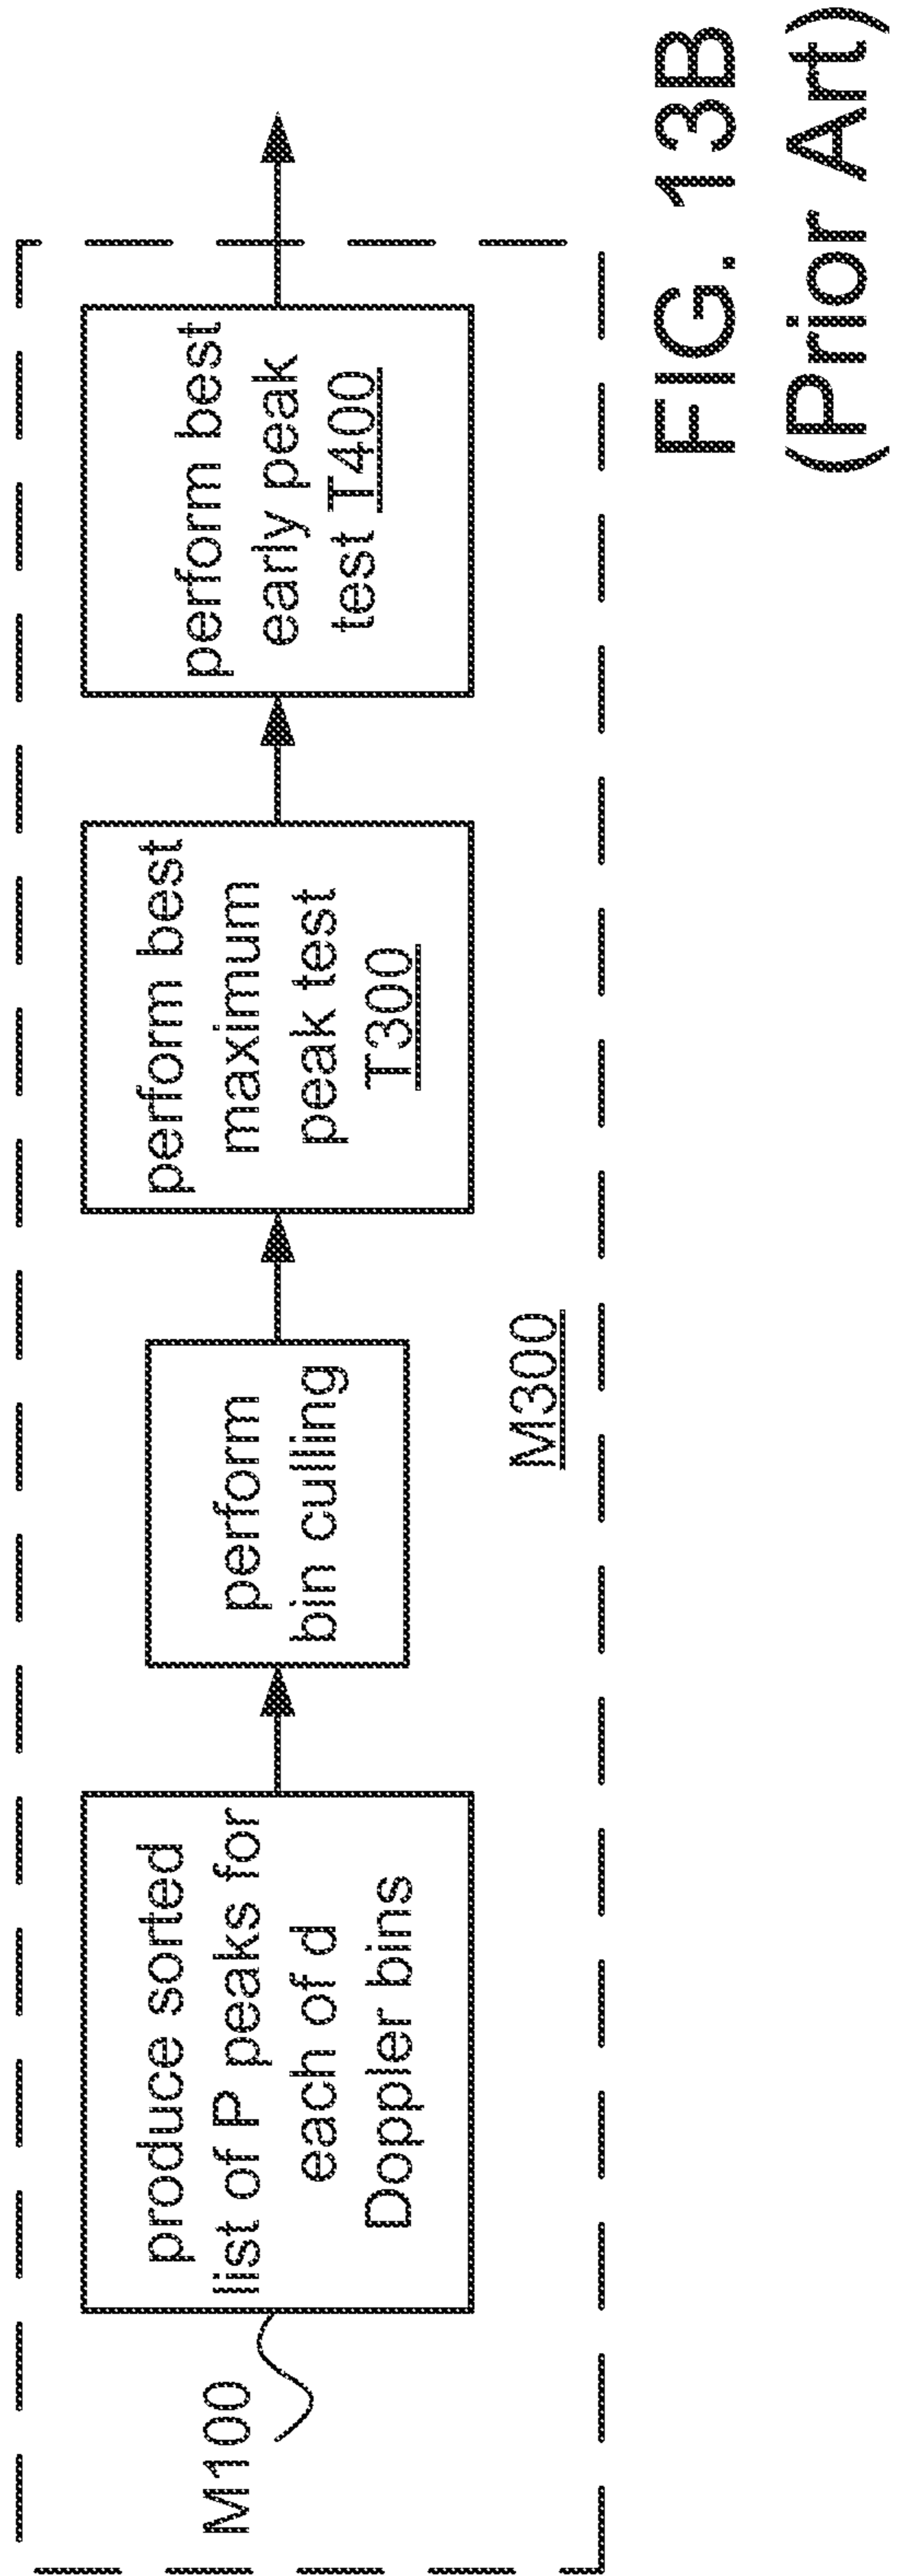 M100
produce sorted
list of P peaks for
each of d
Doppler bins
perform
bin culling
perform best
maximum
peak test
T300
perform best
early peak
test T400
M300
FIG. 13B
(Prior Art)